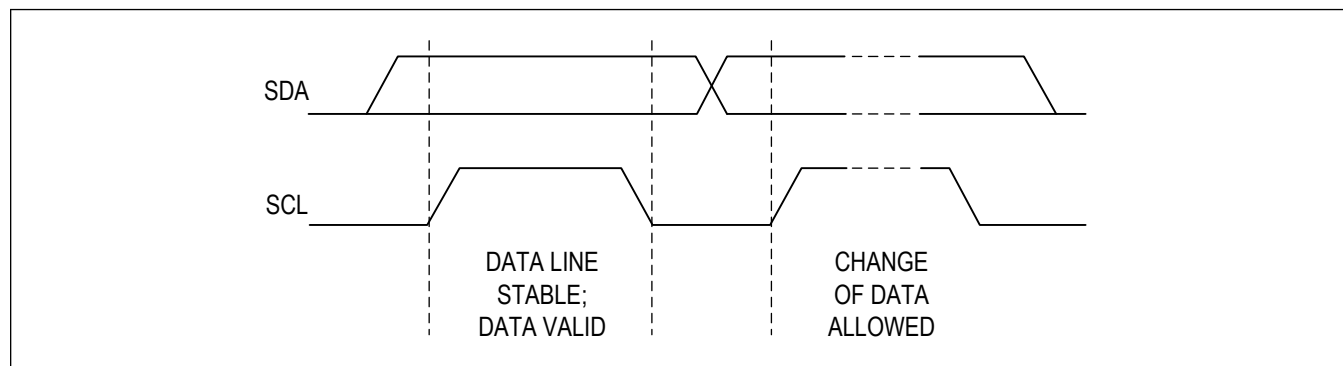 SDA
SCL
DATA LINE
STABLE;
DATA VALID
CHANGE
OF DATA
ALLOWED